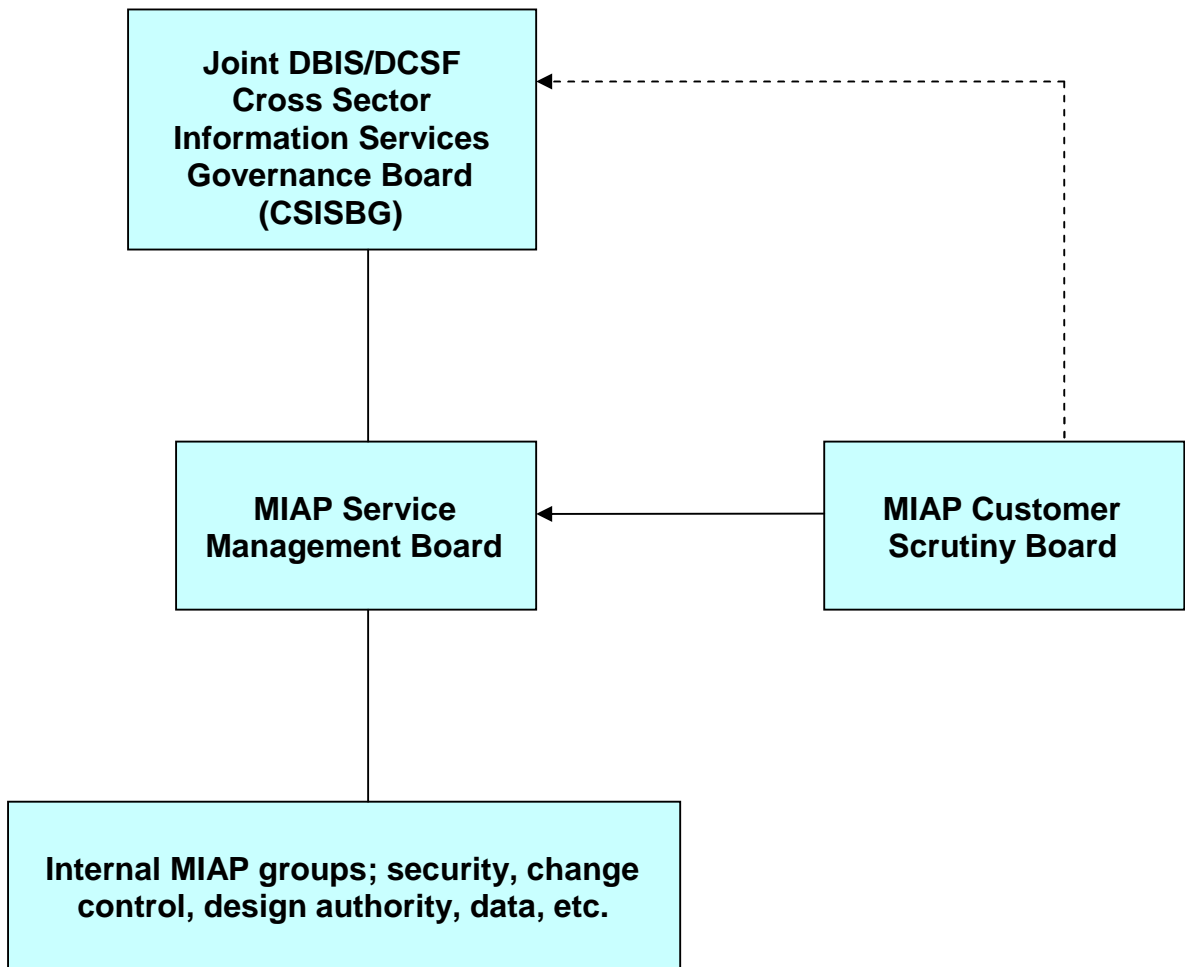 Joint DBIS/DCSF
Cross Sector
Information Services
Governance Board
(CSISBG)
MIAP Service
Management Board
MIAP Customer
Scrutiny Board
Internal MIAP groups; security, change
control, design authority, data, etc.